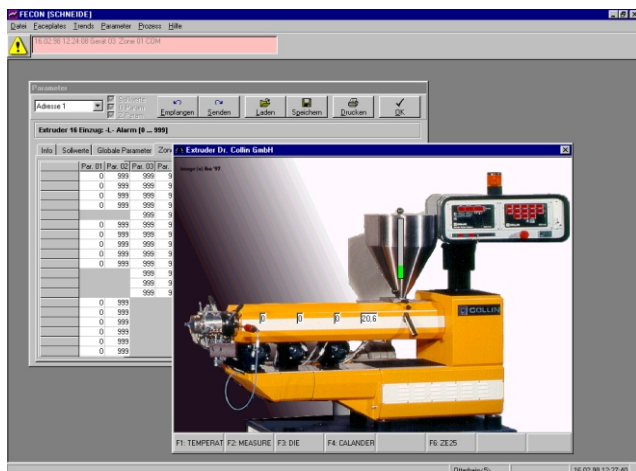 FECON [SCHNEIDE]
Datei Faceplates Trends Parameter Prozess Hilfe
16.02.98 12:24:08 Gerät 03 Zone 01 COM
Parameter
Adresse 1
Sollwerte
Empfangen Senden Laden Speichern Drucken OK
Extruder 16 Einzug: -L- Alarm [0 ... 999]
Info Sollwerte Globale Parameter
Par. 01 Par. 02 Par. 03 Par.
0 999 999
0 999 999
0 999 999
0 999 999
999
0 999 999
0 999 999
0 999 999
0 999 999
0 999 999
999
999
999
0 999
0 999
0 999
0 999
0 999
0 999
Extruder Dr. Collin GmbH
COLLIN
0 0 0 20,6
F1: TEMPERAT F2: MEASURE F3: DIE F4: CALANDER F6: ZE25
16.02.98 12:27:40